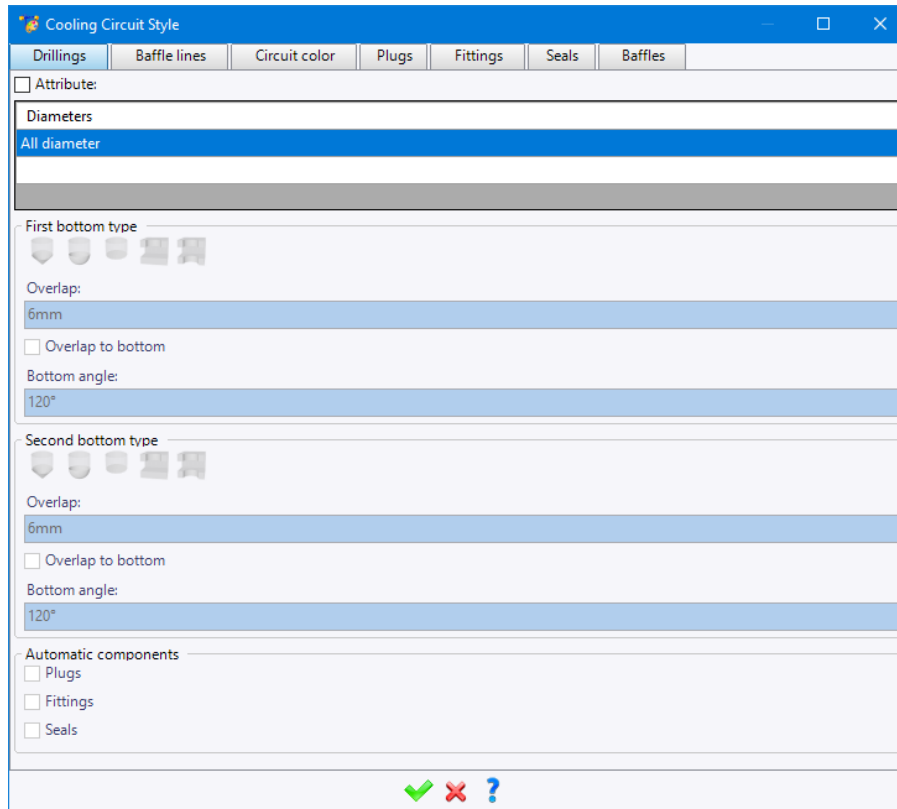 Cooling Circuit Style
Drillings Baffle lines Circuit color Plugs Fittings Seals Baffles
Attribute:
Diameters
All diameter
First bottom type
Overlap:
6mm
Overlap to bottom
Bottom angle:
120°
Second bottom type
Overlap:
6mm
Overlap to bottom
Bottom angle:
120°
Automatic components
Plugs
Fittings
Seals
?